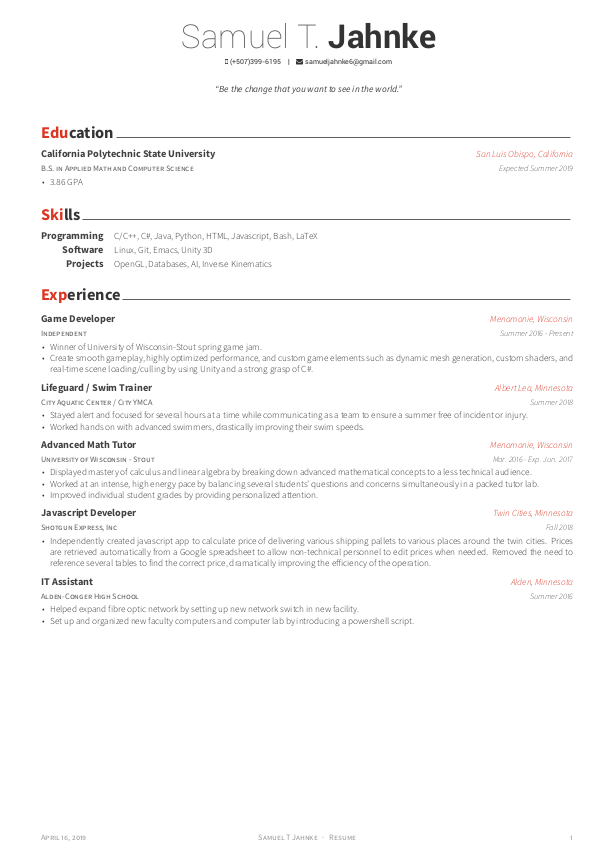 Samuel T. Jahnke
(+507)399-6195 | samueljahnke6@gmail.com
“Be the change that you want to see in the world.”
Education
California Polytechnic State University San Luis Obispo, California
B.S. in Applied Math and Computer Science Expected Summer 2019
• 3.86 GPA
Skills
Programming C/C++, C#, Java, Python, HTML, Javascript, Bash, LaTeX
Software Linux, Git, Emacs, Unity 3D
Projects OpenGL, Databases, AI, Inverse Kinematics
Experience
Game Developer Menomonie, Wisconsin
Independent Summer 2016 - Present
• Winner of University of Wisconsin-Stout spring game jam.
• Create smooth gameplay, highly optimized performance, and custom game elements such as dynamic mesh generation, custom shaders, and
real-time scene loading/culling by using Unity and a strong grasp of C#.
Lifeguard / Swim Trainer Albert Lea, Minnesota
City Aquatic Center / City YMCA Summer 2018
• Stayed alert and focused for several hours at a time while communicating as a team to ensure a summer free of incident or injury.
• Worked hands on with advanced swimmers, drastically improving their swim speeds.
Advanced Math Tutor Menomonie, Wisconsin
University of Wisconsin - Stout Mar. 2016 - Exp. Jun. 2017
• Displayed mastery of calculus and linear algebra by breaking down advanced mathematical concepts to a less technical audience.
• Worked at an intense, high energy pace by balancing several students’ questions and concerns simultaneously in a packed tutor lab.
• Improved individual student grades by providing personalized attention.
Javascript Developer Twin Cities, Minnesota
Shotgun Express, Inc Fall 2018
• Independently created javascript app to calculate price of delivering various shipping pallets to various places around the twin cities. Prices
are retrieved automatically from a Google spreadsheet to allow non-technical personnel to edit prices when needed. Removed the need to
reference several tables to find the correct price, dramatically improving the efficiency of the operation.
IT Assistant Alden, Minnesota
Alden-Conger High School Summer 2016
• Helped expand fibre optic network by setting up new network switch in new facility.
• Set up and organized new faculty computers and computer lab by introducing a powershell script.
April 16, 2019 Samuel T Jahnke · Resume 1